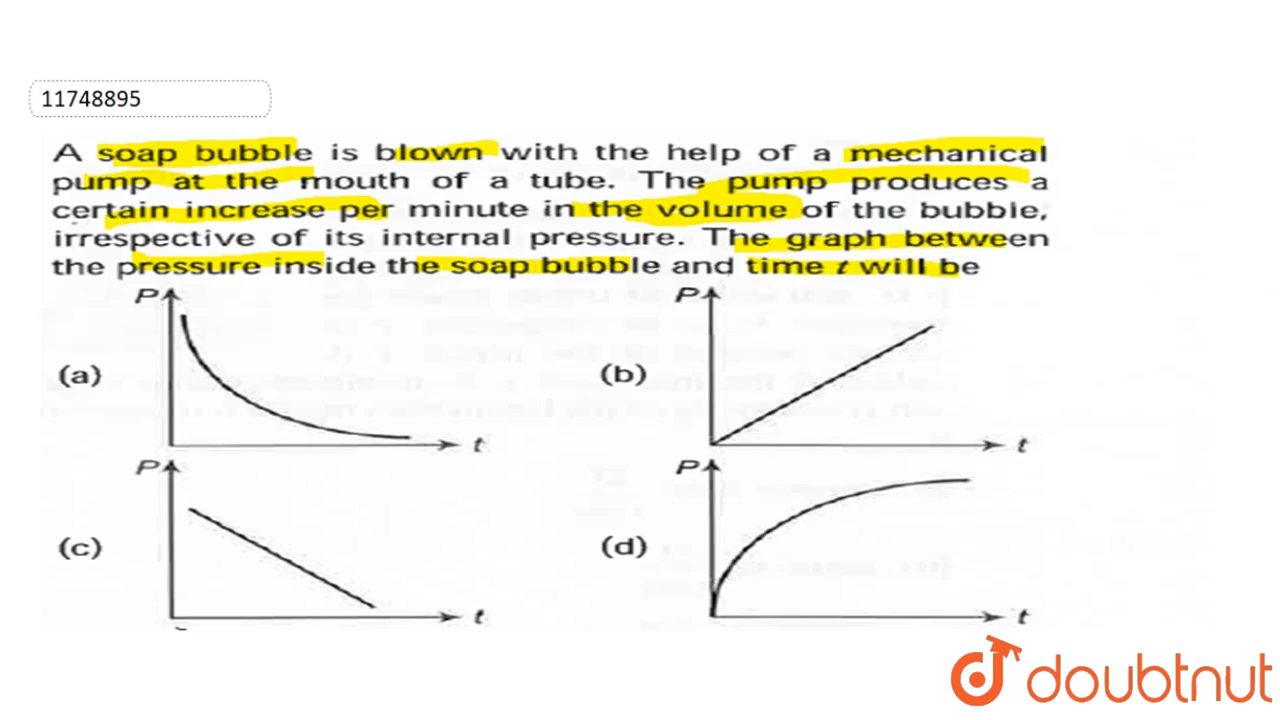 11748895
A soap bubble is blown with the help of a mechanical
pump at the mouth of a tube. The pump produces a
certain increase per minute in the volume of the bubble,
irrespective of its internal pressure. The graph between
the pressure inside the soap bubble and time t will be
(a) P t
(b) P t
(c) P t
(d) P t
doubtnut